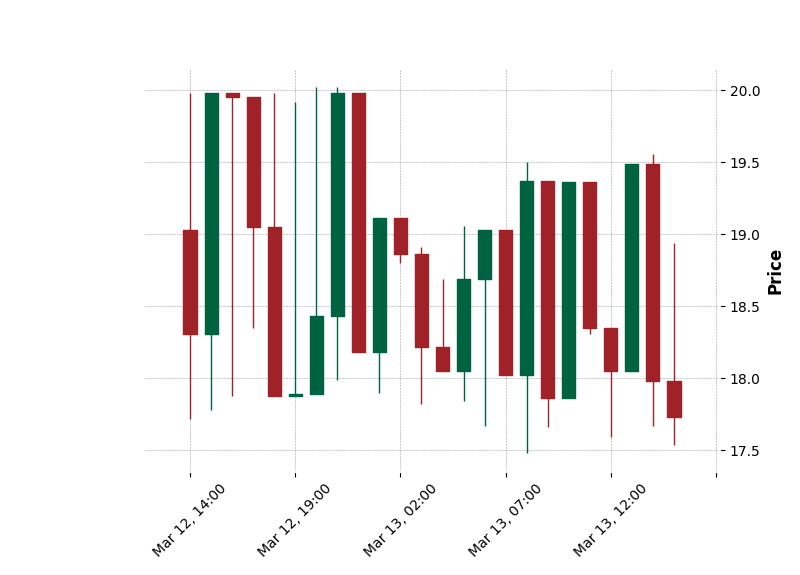 20.0
19.5
19.0
18.5
18.0
17.5
Price
Mar 12, 14:00
Mar 12, 19:00
Mar 13, 02:00
Mar 13, 07:00
Mar 13, 12:00